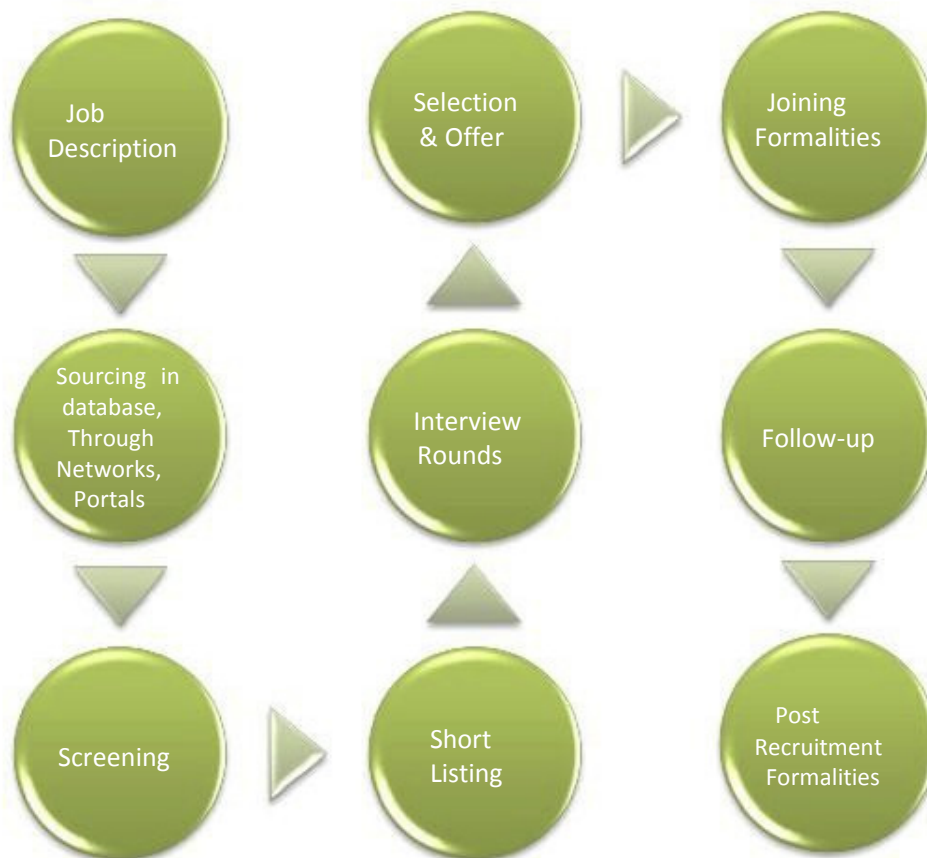 Job
Description
Sourcing in
database,
Through
Networks,
Portals
Screening
Short
Listing
Interview
Rounds
Selection
& Offer
Joining
Formalities
Follow-up
Post
Recruitment
Formalities